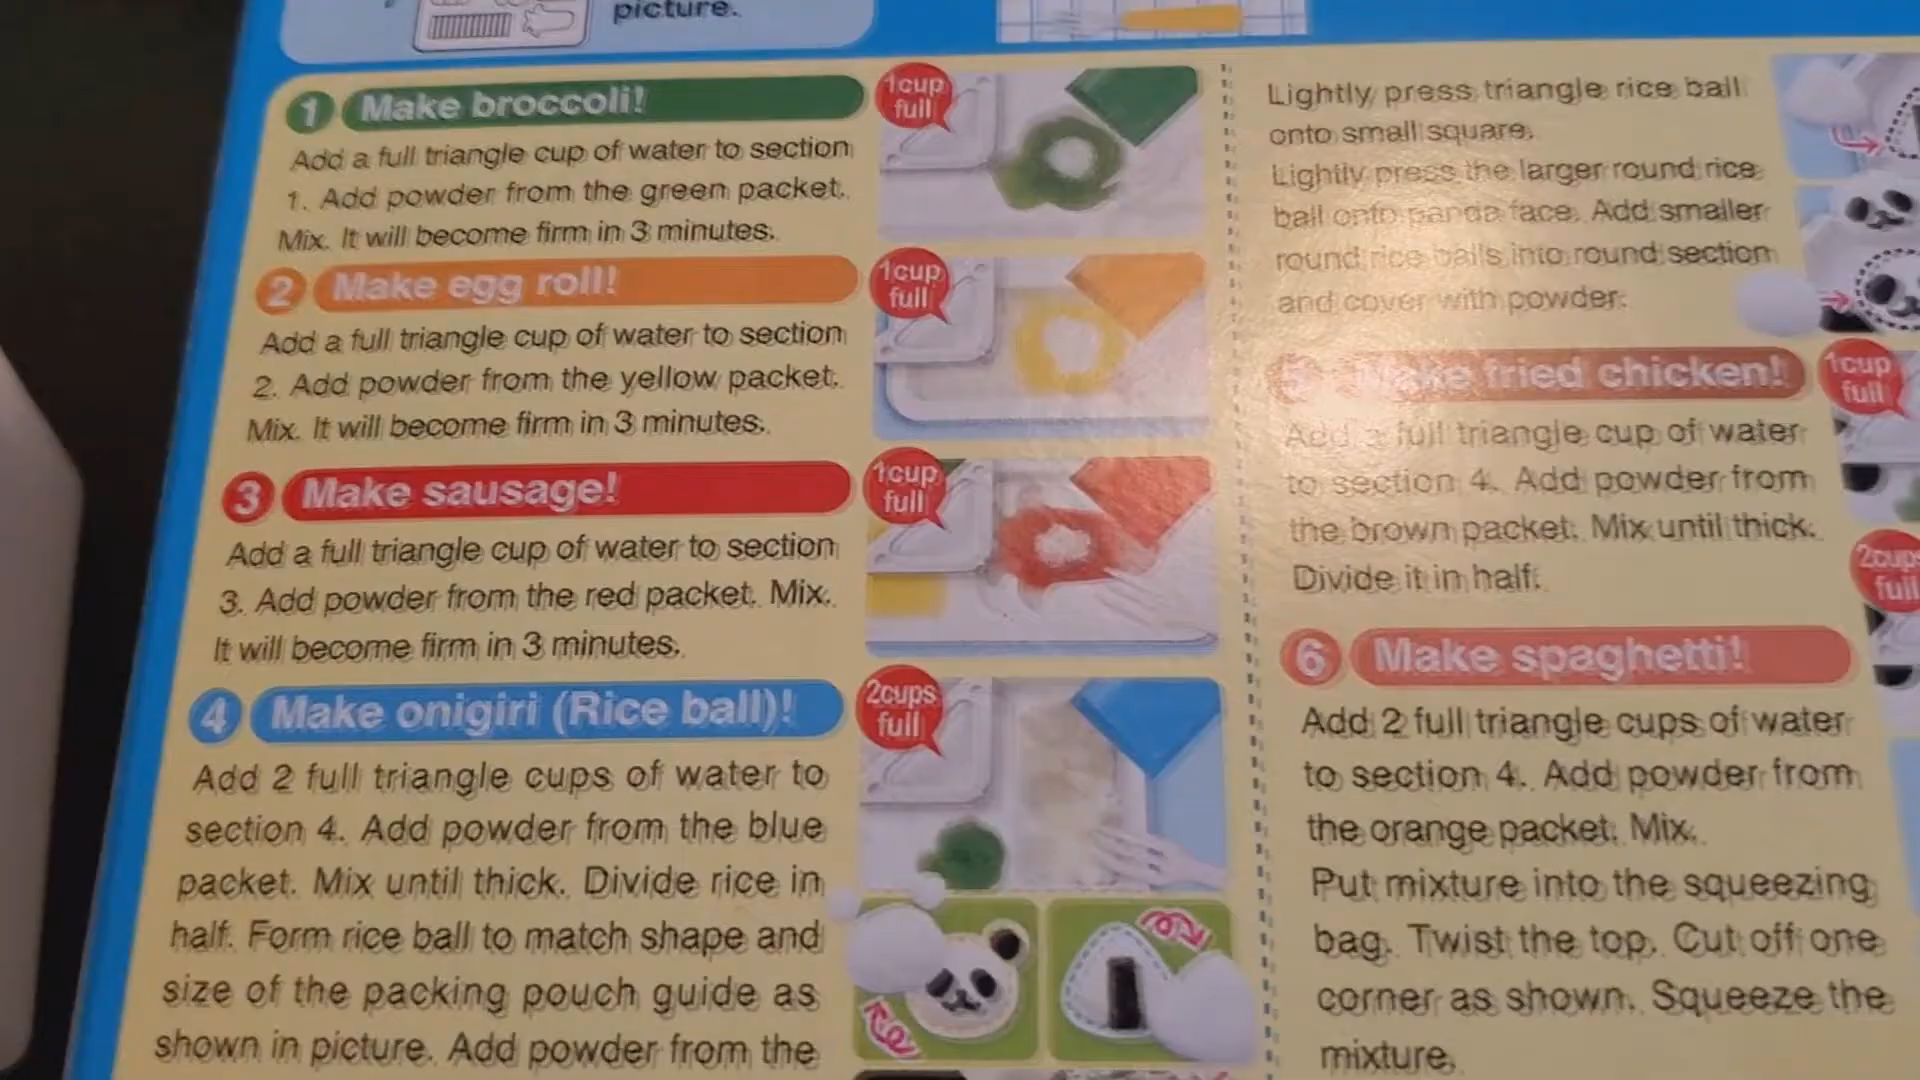 picture.
1 Make broccoli!
1cup
full
Add a full triangle cup of water to section
1. Add powder from the green packet.
Mix. It will become firm in 3 minutes.
2 Make egg roll!
1cup
full
Add a full triangle cup of water to section
2. Add powder from the yellow packet.
Mix. It will become firm in 3 minutes.
3 Make sausage!
1cup
full
Add a full triangle cup of water to section
3. Add powder from the red packet. Mix.
It will become firm in 3 minutes.
4 Make onigiri (Rice ball)!
2cups
full
Add 2 full triangle cups of water to
section 4. Add powder from the blue
packet. Mix until thick. Divide rice in
half. Form rice ball to match shape and
size of the packing pouch guide as
shown in picture. Add powder from the
Lightly press triangle rice ball
onto small square.
Lightly press the larger round rice
ball onto panda face. Add smaller
round rice balls into round section
and cover with powder.
5 Make fried chicken!
1cup
full
Add a full triangle cup of water
to section 4. Add powder from
the brown packet. Mix until thick.
Divide it in half.
2cups
full
6 Make spaghetti!
Add 2 full triangle cups of water
to section 4. Add powder from
the orange packet. Mix.
Put mixture into the squeezing
bag. Twist the top. Cut off one
corner as shown. Squeeze the
mixture.